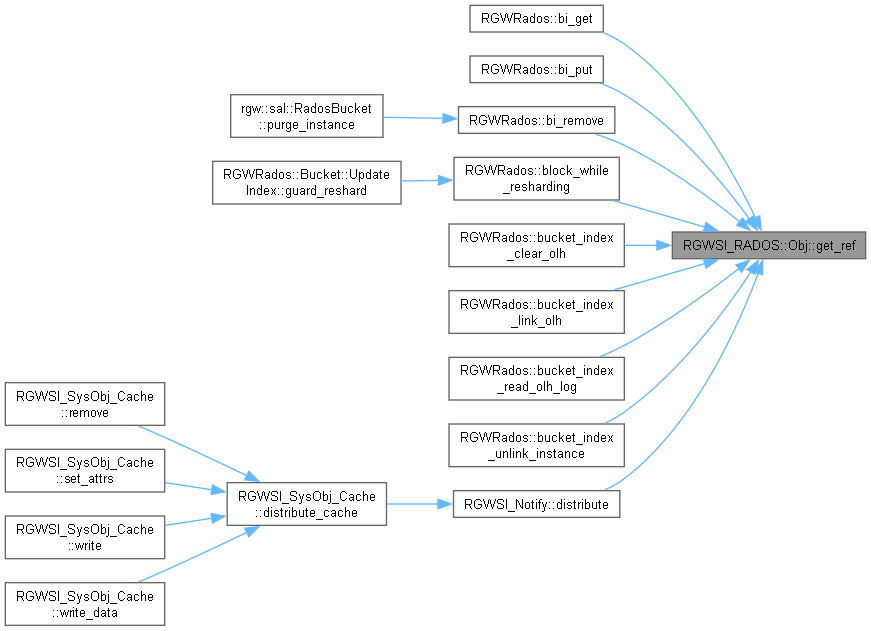 RGWRados::bi_get
RGWRados::bi_put
rgw::sal::RadosBucket
::purge_instance
RGWRados::bi_remove
RGWRados::Bucket::Update
Index::guard_reshard
RGWRados::block_while
_resharding
RGWRados::bucket_index
_clear_olh
RGWSI_RADOS::Obj::get_ref
RGWRados::bucket_index
_link_olh
RGWRados::bucket_index
_read_olh_log
RGWRados::bucket_index
_unlink_instance
RGWSI_SysObj_Cache
::remove
RGWSI_SysObj_Cache
::set_attrs
RGWSI_SysObj_Cache
::distribute_cache
RGWSI_Notify::distribute
RGWSI_SysObj_Cache
::write
RGWSI_SysObj_Cache
::write_data